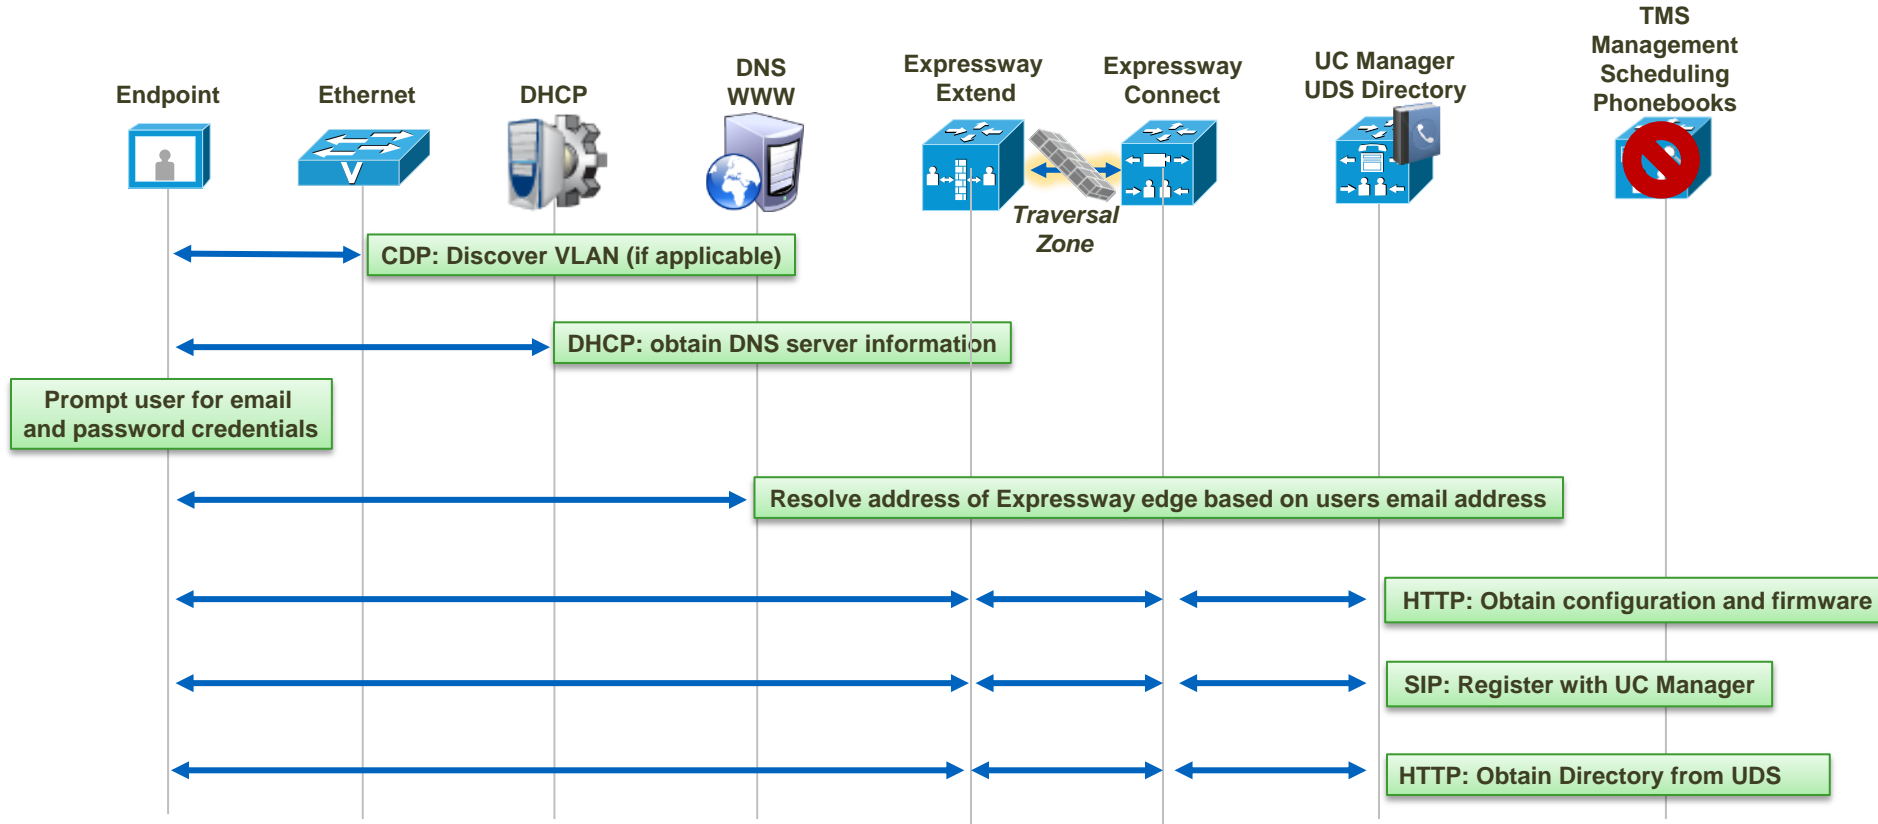 TMS
Management
Scheduling
Phonebooks
UC Manager
UDS Directory
Expressway
Extend
Expressway
Connect
DNS
WWW
Endpoint
Ethernet
DHCP
V
Traversal
Zone
CDP: Discover VLAN (if applicable)
DHCP: obtain DNS server information
Prompt user for email
and password credentials
Resolve address of Expressway edge based on users email address
HTTP: Obtain configuration and firmware
SIP: Register with UC Manager
HTTP: Obtain Directory from UDS